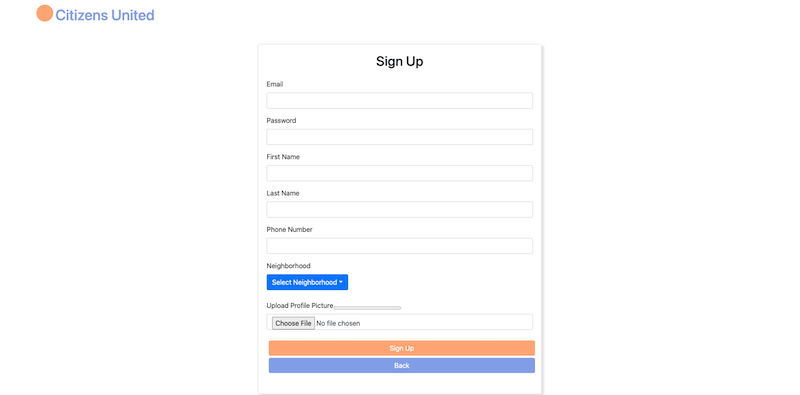 Citizens United
Sign Up
Email
Password
First Name
Last Name
Phone Number
Neighborhood
Select Neighborhood
Upload Profile Picture
Choose File No file chosen
Sign Up
Back